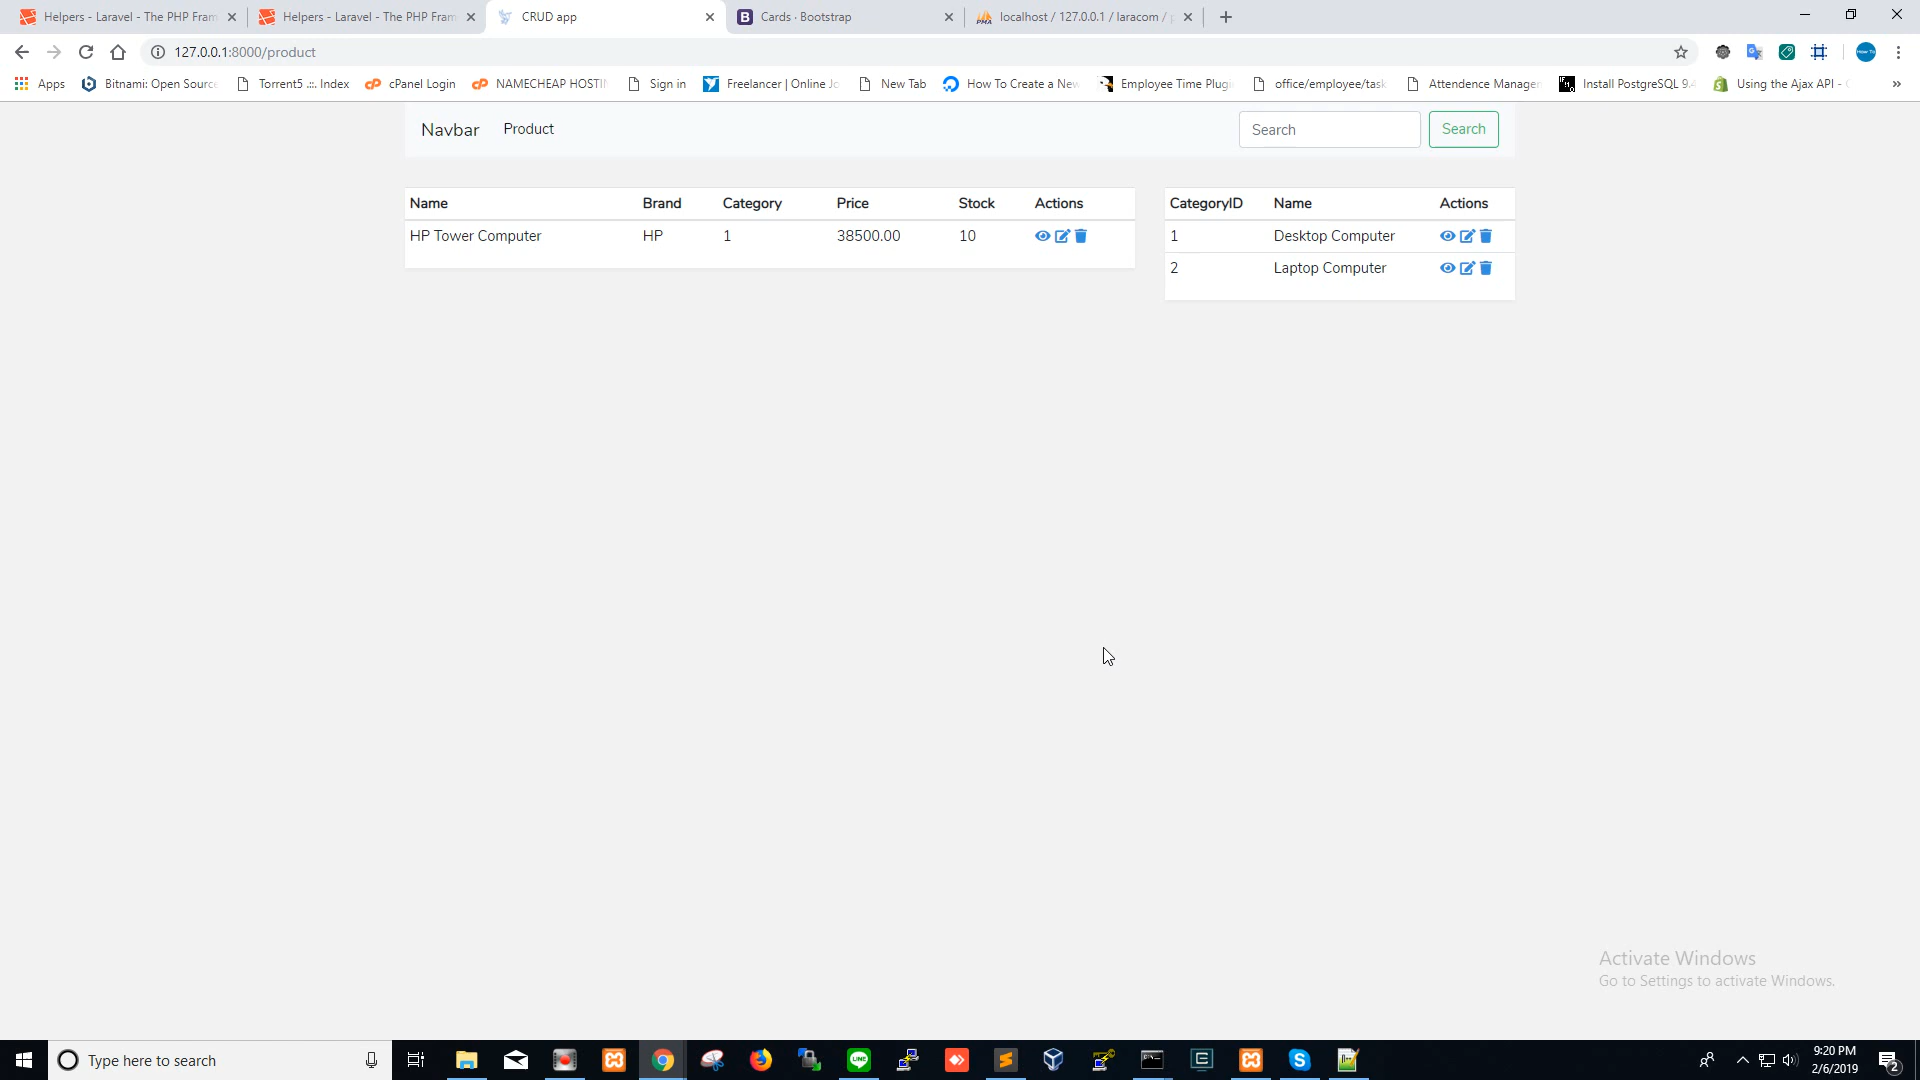 Helpers - Laravel - The PHP Fram
Helpers - Laravel - The PHP Fram
CRUD app
Cards · Bootstrap
localhost / 127.0.0.1 / laracom / p
127.0.0.1:8000/product
Apps
Bitnami: Open Source
Torrent5 .::. Index
cPanel Login
NAMECHEAP HOSTIN
Sign in
Freelancer | Online Jo
New Tab
How To Create a New
Employee Time Plugi
office/employee/task
Attendence Manager
Install PostgreSQL 9.4
Using the Ajax API -
Navbar
Product
Search
Search
Name Brand Category Price Stock Actions
HP Tower Computer HP 1 38500.00 10
CategoryID Name Actions
1 Desktop Computer
2 Laptop Computer
Activate Windows
Go to Settings to activate Windows.
Type here to search
9:20 PM
2/6/2019
2